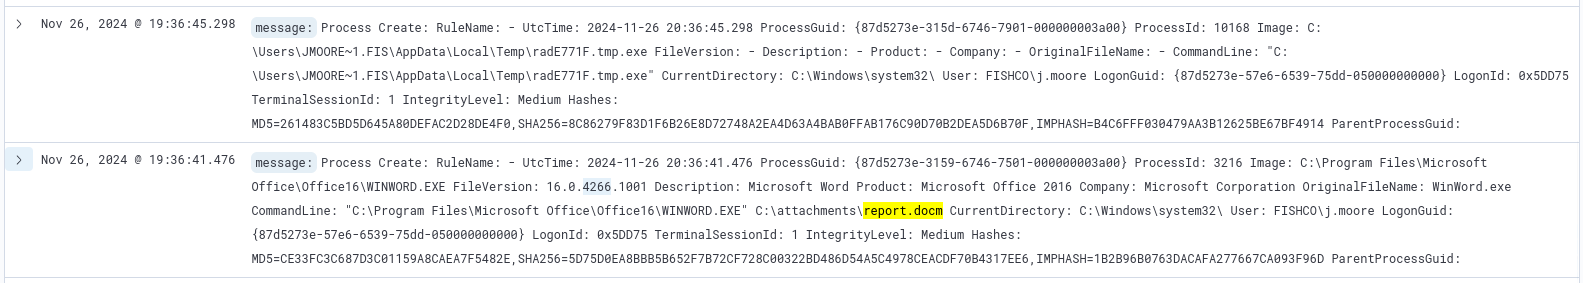 Nov 26, 2024 @ 19:36:45.298 message: Process Create: RuleName: - UtcTime: 2024-11-26 20:36:45.298 ProcessGuid: {87d5273e-315d-6746-7901-000000003a00} ProcessId: 10168 Image: C:
\Users\JMOORE~1.FIS\AppData\Local\Temp\radE771F.tmp.exe FileVersion: - Description: - Product: - Company: - OriginalFileName: - CommandLine: "C:
\Users\JMOORE~1.FIS\AppData\Local\Temp\radE771F.tmp.exe" CurrentDirectory: C:\Windows\system32\ User: FISHCO\j.moore LogonGuid: {87d5273e-57e6-6539-75dd-050000000000} LogonId: 0x5DD75
TerminalSessionId: 1 IntegrityLevel: Medium Hashes:
MD5=261483C5BD5D645A80DEFAC2D28DE4F0,SHA256=8C86279F83D1F6B26E8D72748A2EA4D63A4BAB0FFAB176C90D70B2DEA5D6B70F,IMPHASH=B4C6FFF030479AA3B12625BE67BF4914 ParentProcessGuid:
Nov 26, 2024 @ 19:36:41.476 message: Process Create: RuleName: - UtcTime: 2024-11-26 20:36:41.476 ProcessGuid: {87d5273e-3159-6746-7501-000000003a00} ProcessId: 3216 Image: C:\Program Files\Microsoft
Office\Office16\WINWORD.EXE FileVersion: 16.0.4266.1001 Description: Microsoft Word Product: Microsoft Office 2016 Company: Microsoft Corporation OriginalFileName: WinWord.exe
CommandLine: "C:\Program Files\Microsoft Office\Office16\WINWORD.EXE" C:\attachments\report.docm CurrentDirectory: C:\Windows\system32\ User: FISHCO\j.moore LogonGuid:
{87d5273e-57e6-6539-75dd-050000000000} LogonId: 0x5DD75 TerminalSessionId: 1 IntegrityLevel: Medium Hashes:
MD5=CE33FC3C687D3C01159A8CAEA7F5482E,SHA256=5D75D0EA8BBB5B652F7B72CF728C00322BD486D54A5C4978CEACDF70B4317EE6,IMPHASH=1B2B96B0763DACAFA277667CA093F96D ParentProcessGuid: